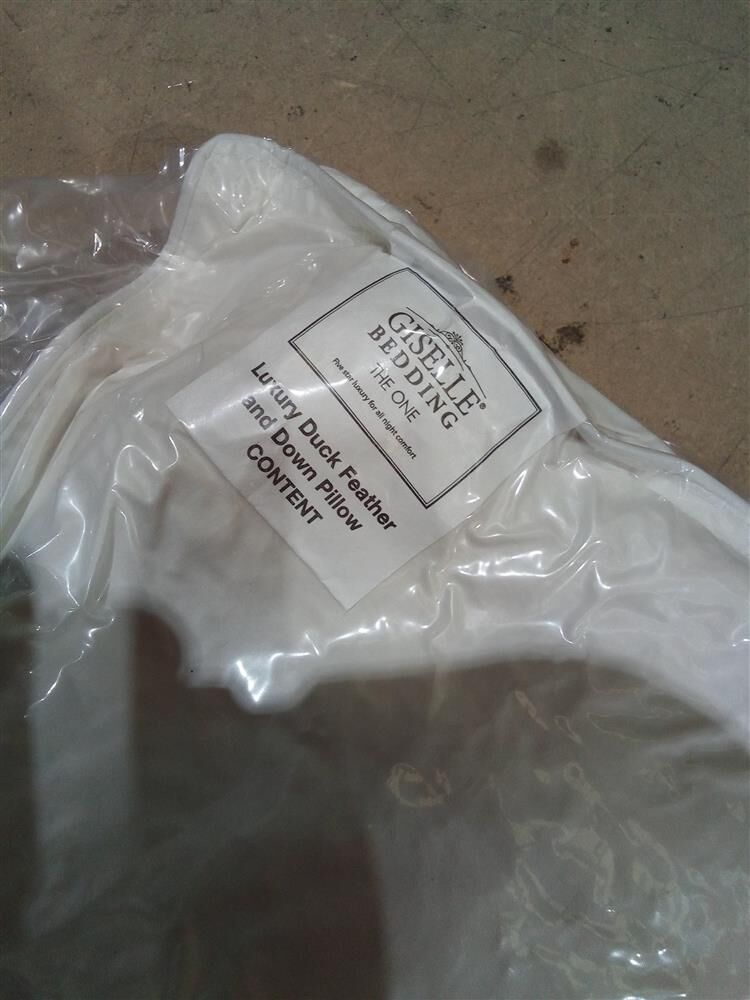 GISELLE®
BEDDING
THE ONE
Five star luxury for all night comfort
Luxury Duck Feather
and Down Pillow
CONTENT